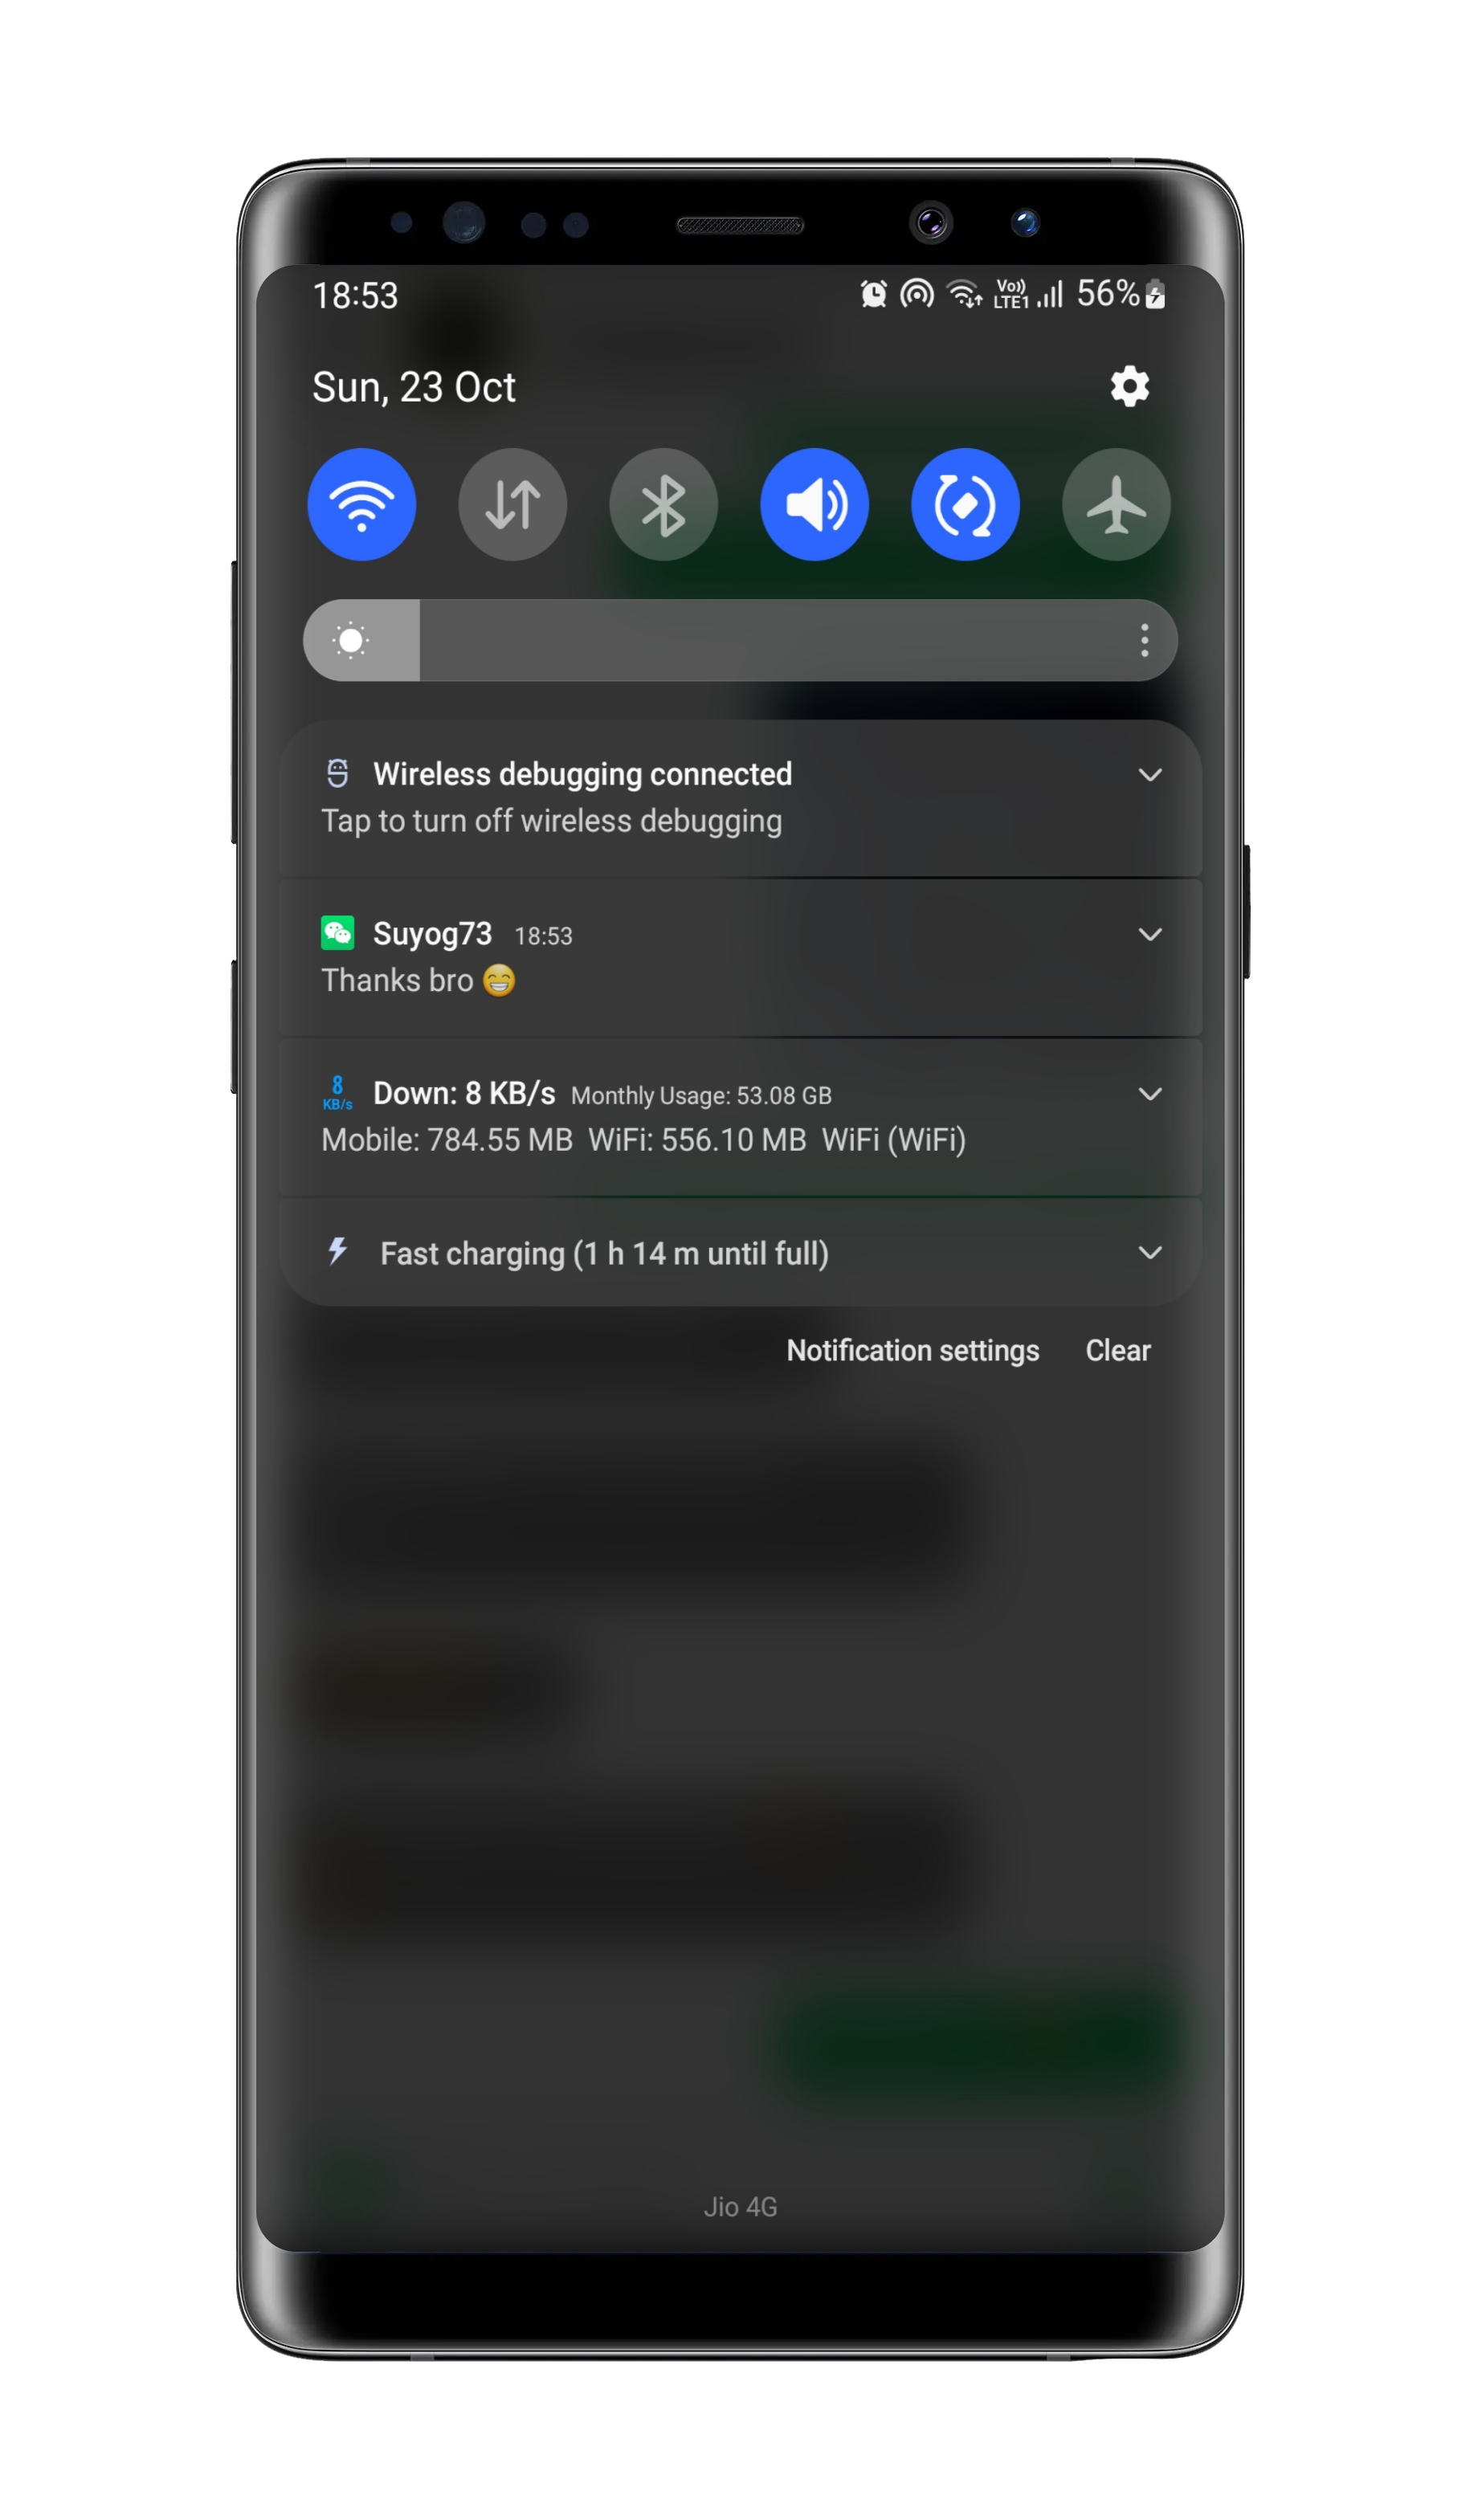 18:53 Vo)) LTE1 56%
Sun, 23 Oct
Wireless debugging connected
Tap to turn off wireless debugging
Suyog73 18:53
Thanks bro 😁
8 KB/s Down: 8 KB/s Monthly Usage: 53.08 GB
Mobile: 784.55 MB WiFi: 556.10 MB WiFi (WiFi)
Fast charging (1 h 14 m until full)
Notification settings Clear
Jio 4G